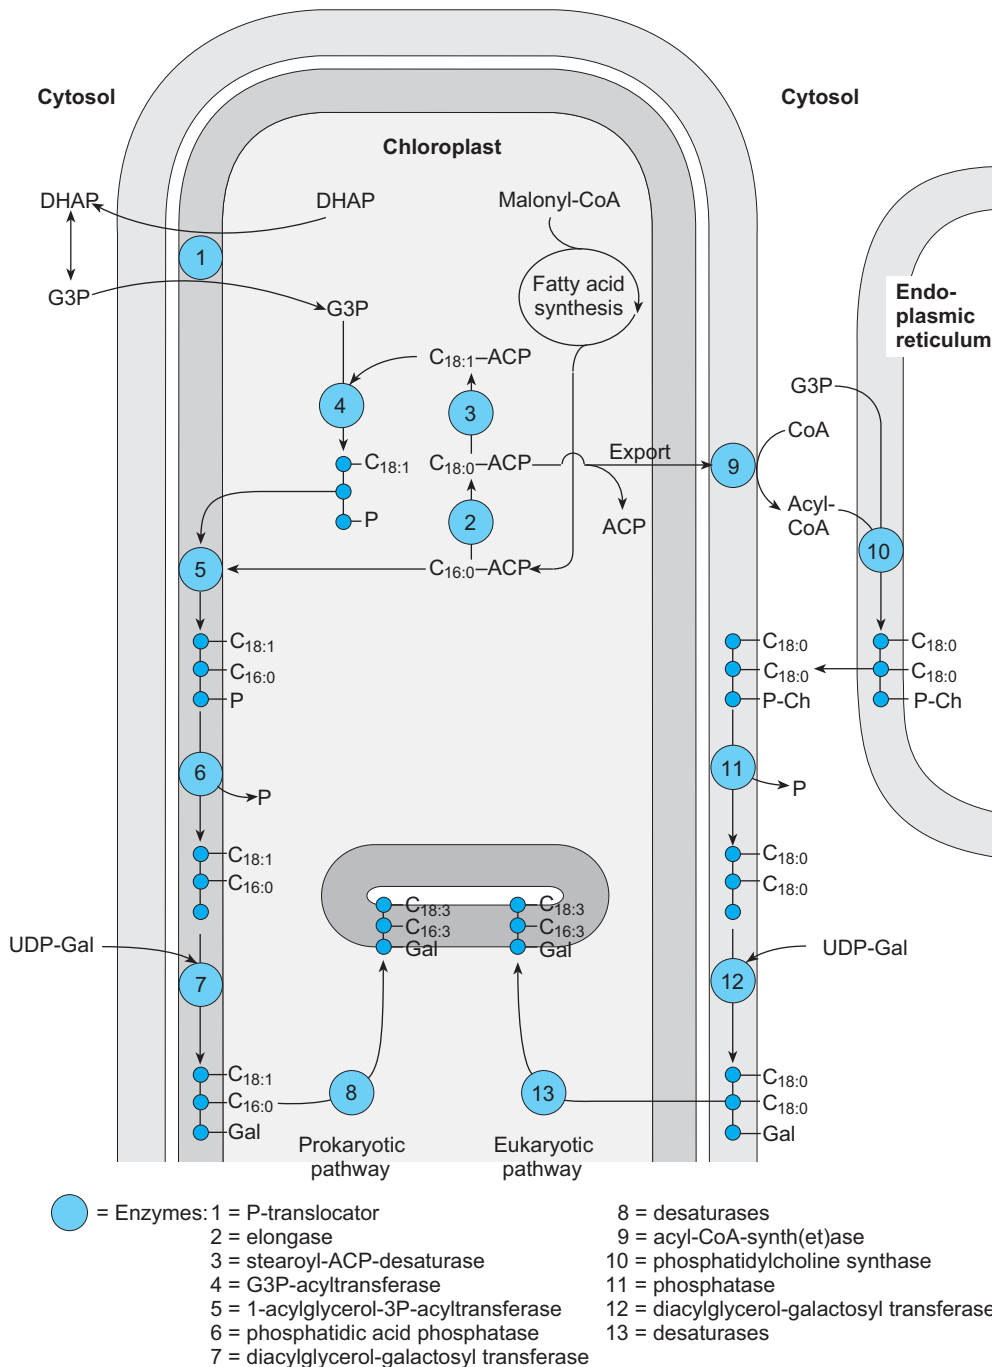 Cytosol
Cytosol
Chloroplast
DHAP
DHAP
Malonyl-CoA
1
G3P
G3P
Fatty acid
synthesis
Endo-
plasmic
reticulum
C18:1–ACP
G3P
4
3
CoA
C18:1
C18:0–ACP
Export
9
P
2
ACP
Acyl-
CoA
10
5
C16:0–ACP
C18:1
C16:0
P
C18:0
C18:0
P-Ch
C18:0
C18:0
P-Ch
6
P
11
P
C18:1
C16:0
C18:0
C18:0
C18:3
C16:3
Gal
C18:3
C16:3
Gal
UDP-Gal
UDP-Gal
7
12
C18:1
C16:0
Gal
8
13
C18:0
C18:0
Gal
Prokaryotic
pathway
Eukaryotic
pathway
= Enzymes: 1 = P-translocator
2 = elongase
3 = stearoyl-ACP-desaturase
4 = G3P-acyltransferase
5 = 1-acylglycerol-3P-acyltransferase
6 = phosphatidic acid phosphatase
7 = diacylglycerol-galactosyl transferase
8 = desaturases
9 = acyl-CoA-synth(et)ase
10 = phosphatidylcholine synthase
11 = phosphatase
12 = diacylglycerol-galactosyl transferase
13 = desaturases